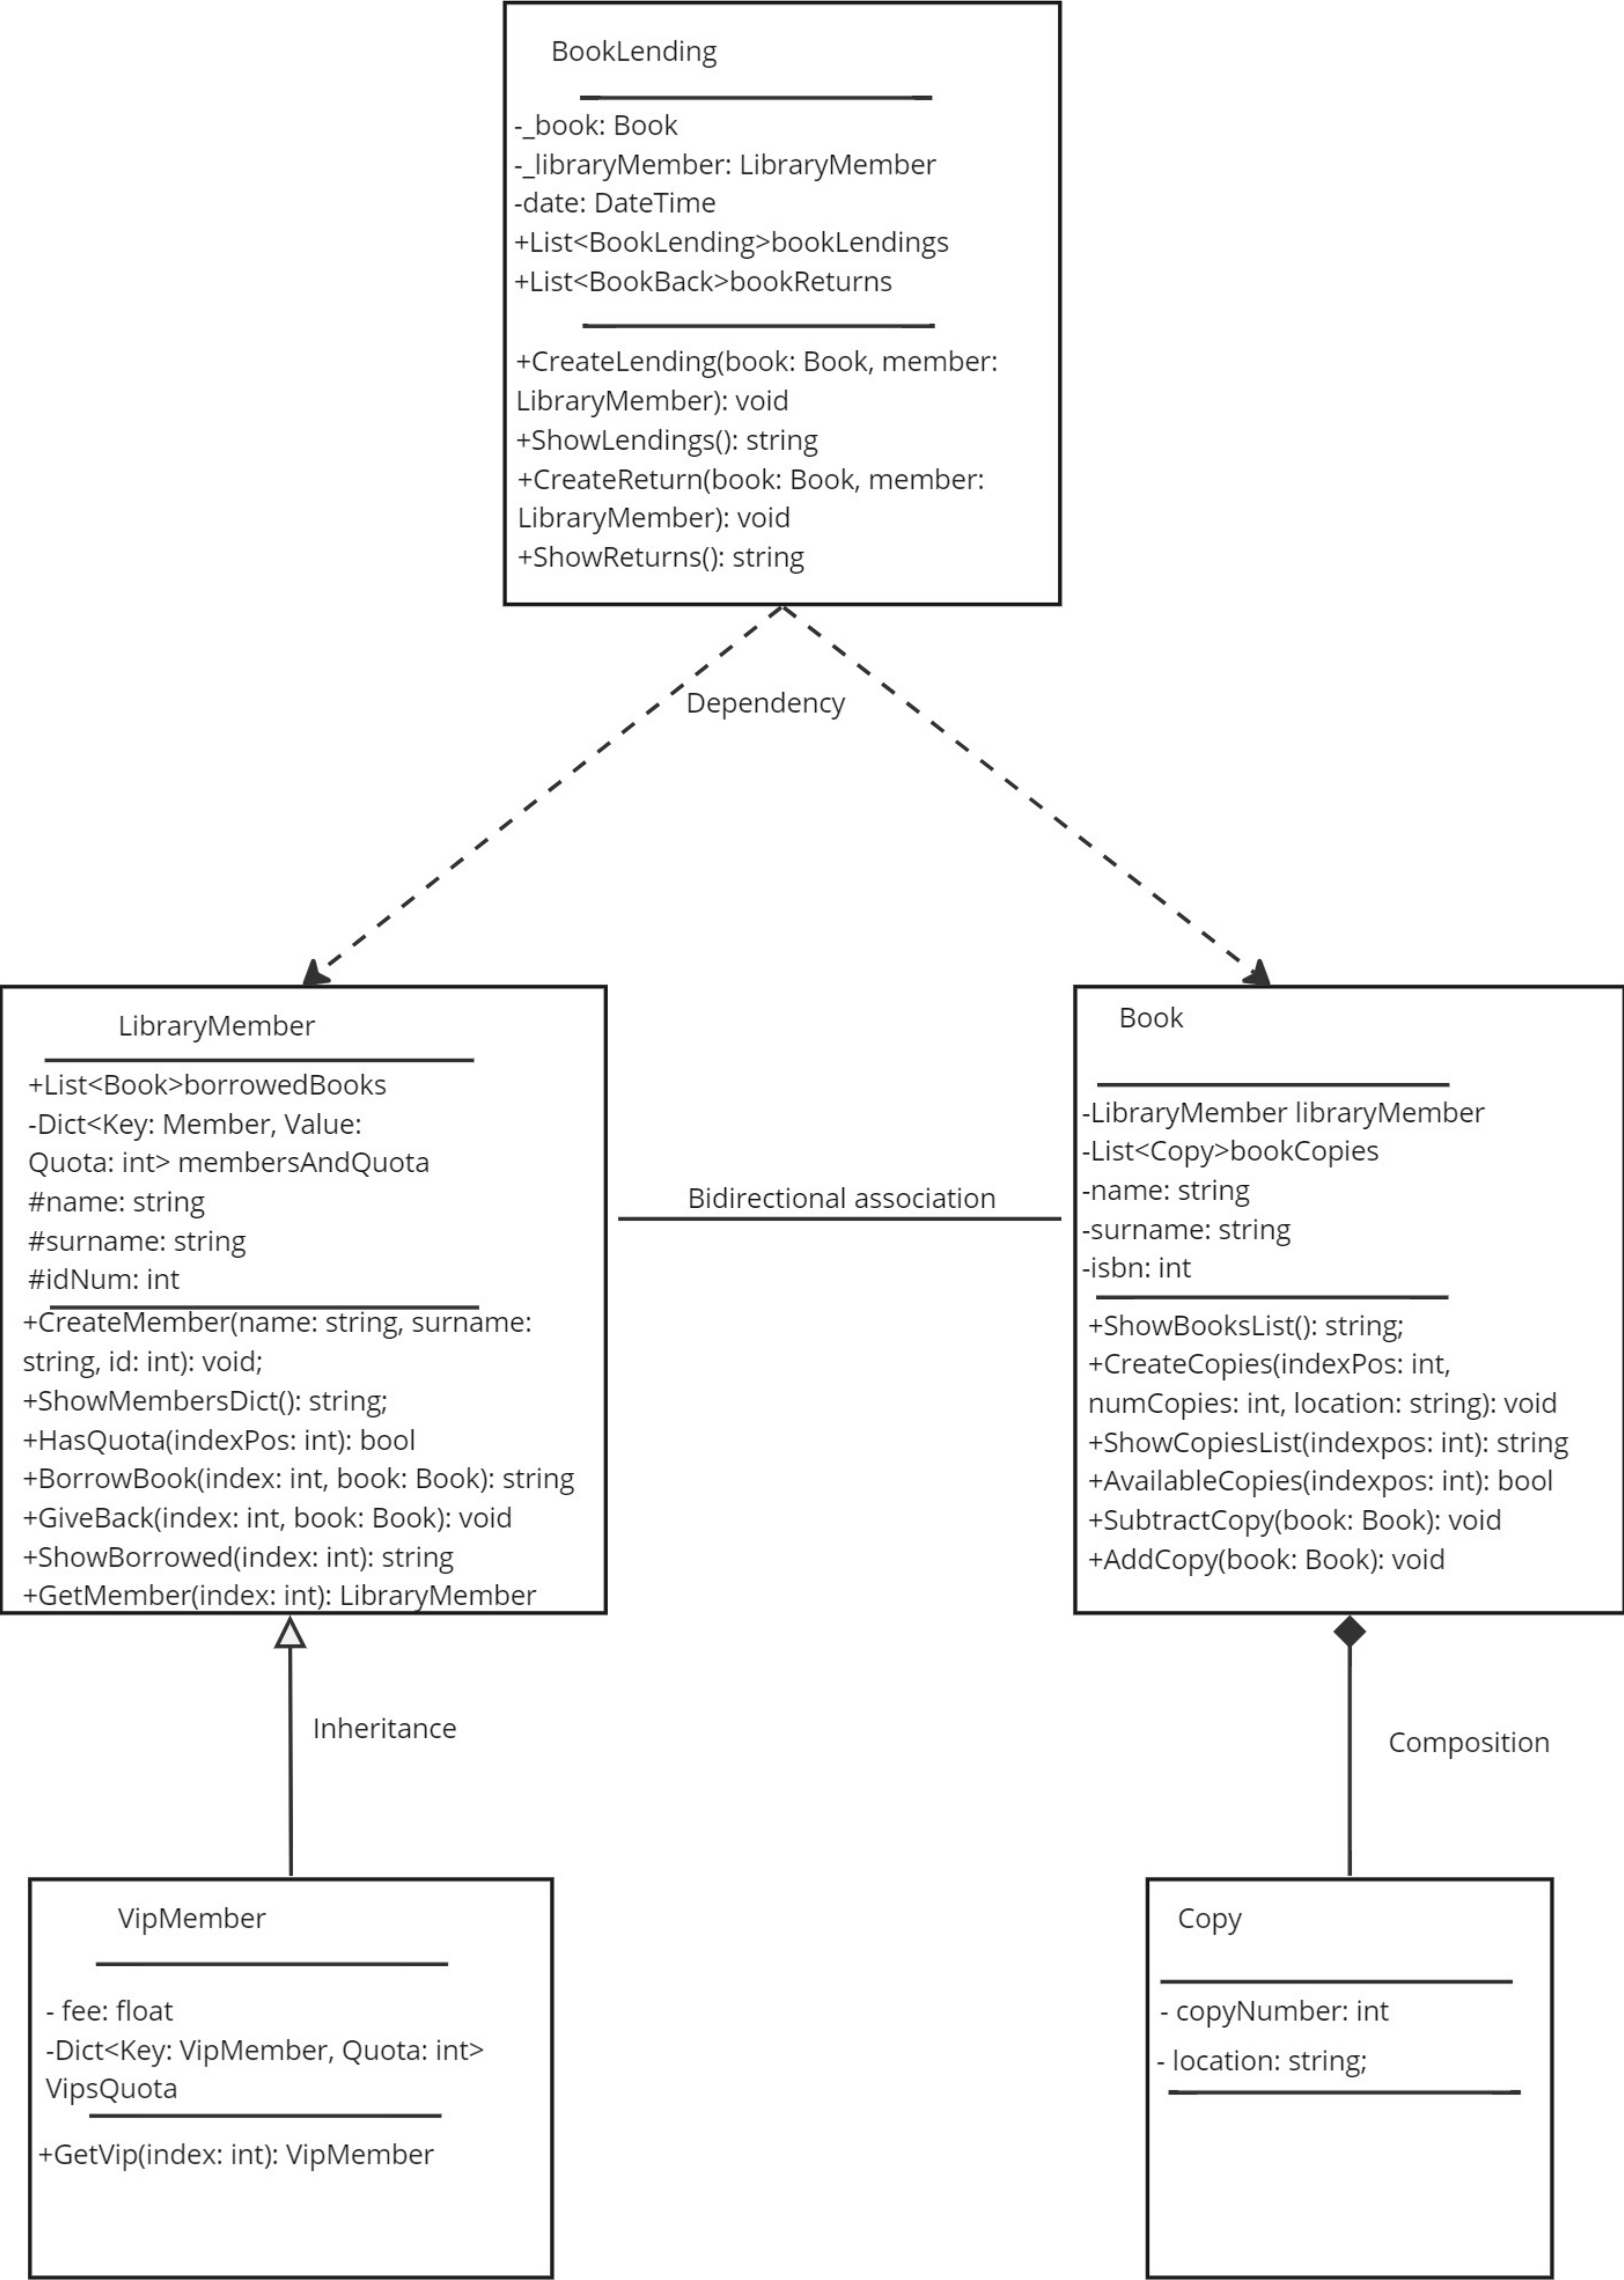 BookLending
-_book: Book
-_libraryMember: LibraryMember
-date: DateTime
+List<BookLending>bookLendings
+List<BookBack>bookReturns
+CreateLending(book: Book, member:
LibraryMember): void
+ShowLendings(): string
+CreateReturn(book: Book, member:
LibraryMember): void
+ShowReturns(): string
Dependency
LibraryMember
+List<Book>borrowedBooks
-Dict<Key: Member, Value:
Quota: int> membersAndQuota
#name: string
#surname: string
#idNum: int
+CreateMember(name: string, surname:
string, id: int): void;
+ShowMembersDict(): string;
+HasQuota(indexPos: int): bool
+BorrowBook(index: int, book: Book): string
+GiveBack(index: int, book: Book): void
+ShowBorrowed(index: int): string
+GetMember(index: int): LibraryMember
Bidirectional association
Book
-LibraryMember libraryMember
-List<Copy>bookCopies
-name: string
-surname: string
-isbn: int
+ShowBooksList(): string;
+CreateCopies(indexPos: int,
numCopies: int, location: string): void
+ShowCopiesList(indexpos: int): string
+AvailableCopies(indexpos: int): bool
+SubtractCopy(book: Book): void
+AddCopy(book: Book): void
Inheritance
Composition
VipMember
- fee: float
-Dict<Key: VipMember, Quota: int>
VipsQuota
+GetVip(index: int): VipMember
Copy
- copyNumber: int
- location: string;